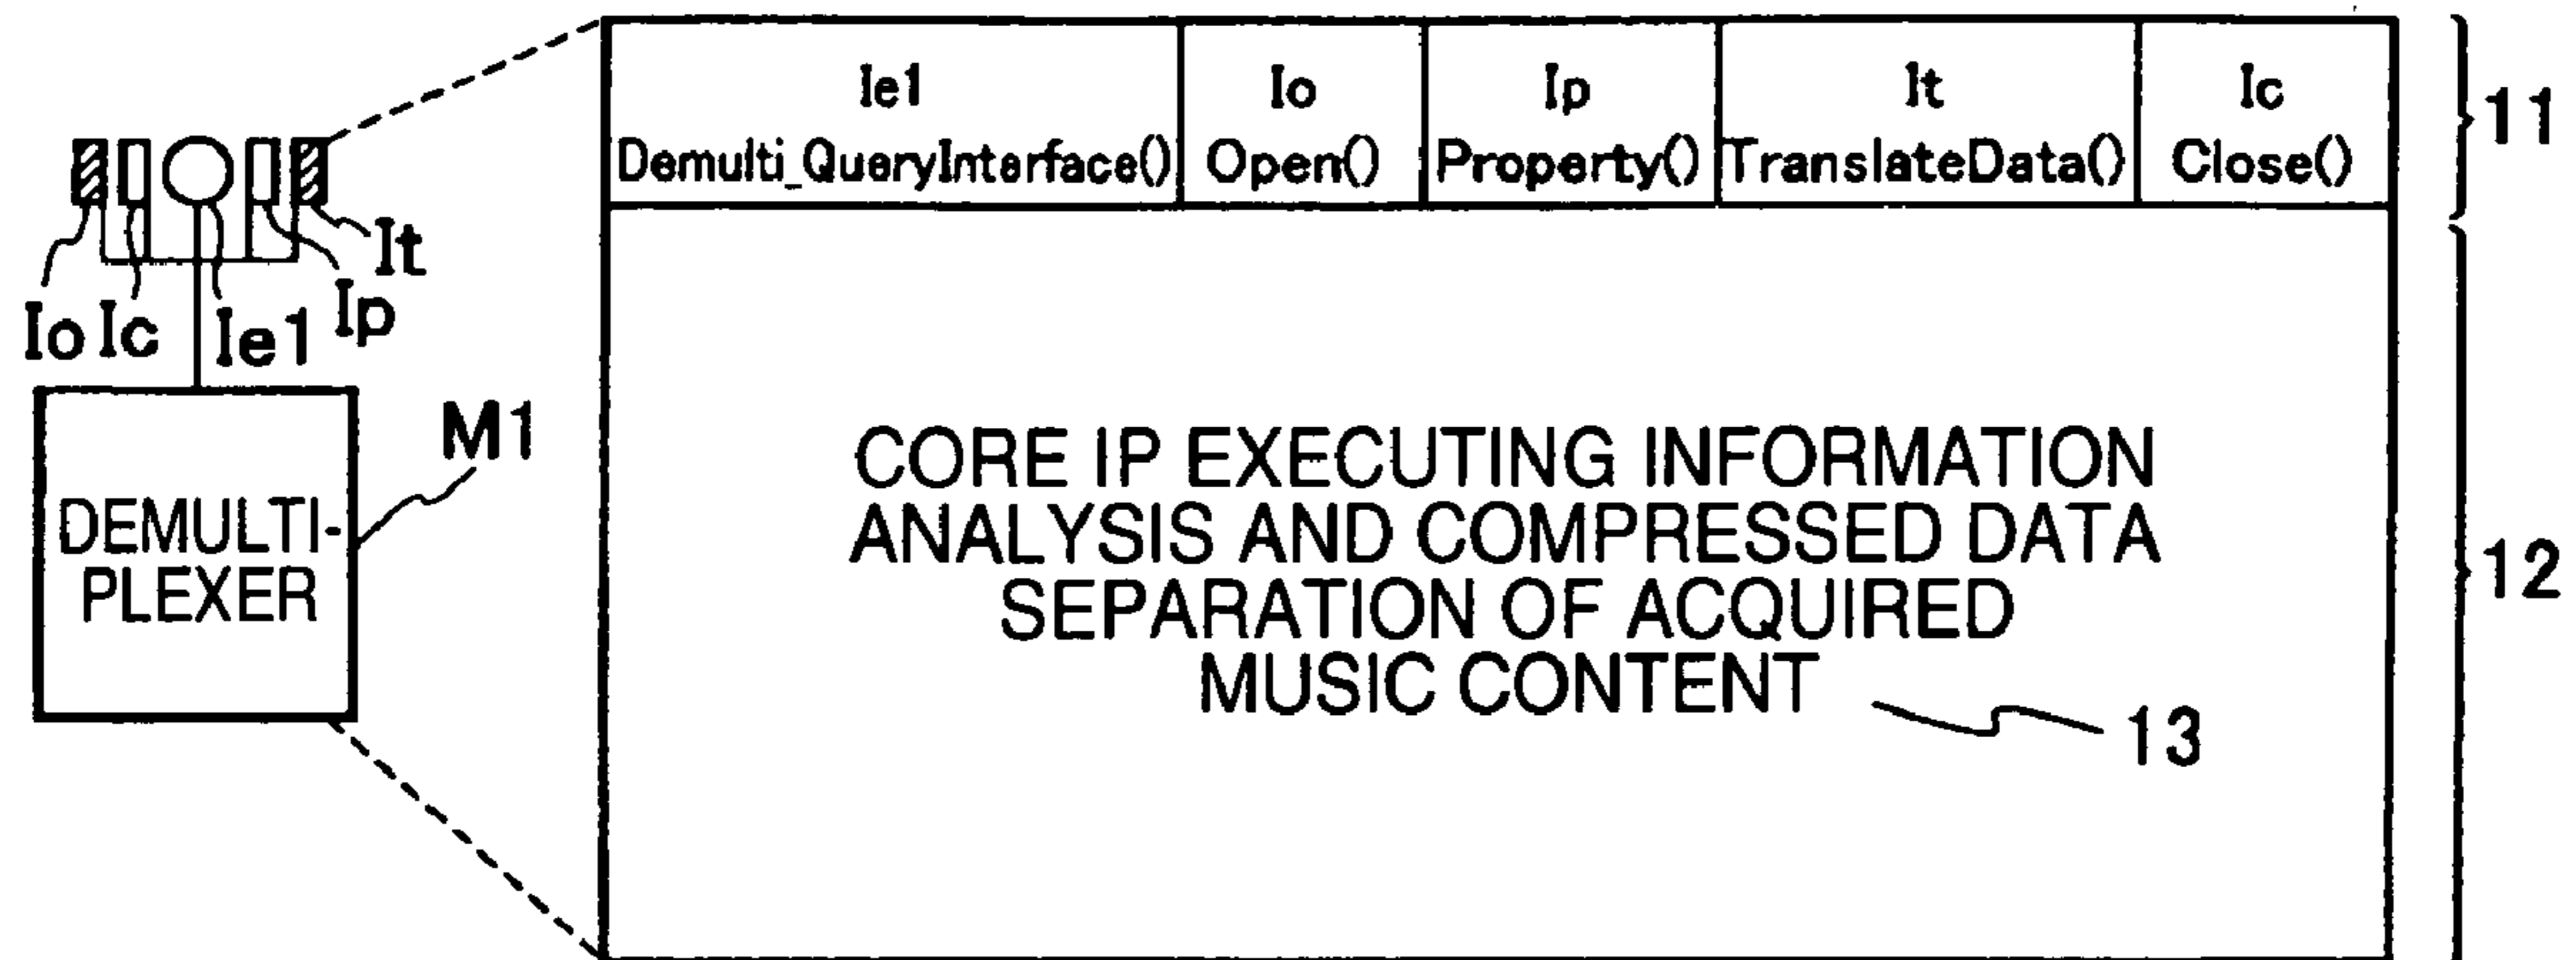 Ie1 Io Ip It Ic
Demulti_QueryInterface() Open() Property() TranslateData() Close()
11
It
Ip
Io Ic Ie1
M1
DEMULTI-
PLEXER
CORE IP EXECUTING INFORMATION
ANALYSIS AND COMPRESSED DATA
SEPARATION OF ACQUIRED
MUSIC CONTENT
13
12